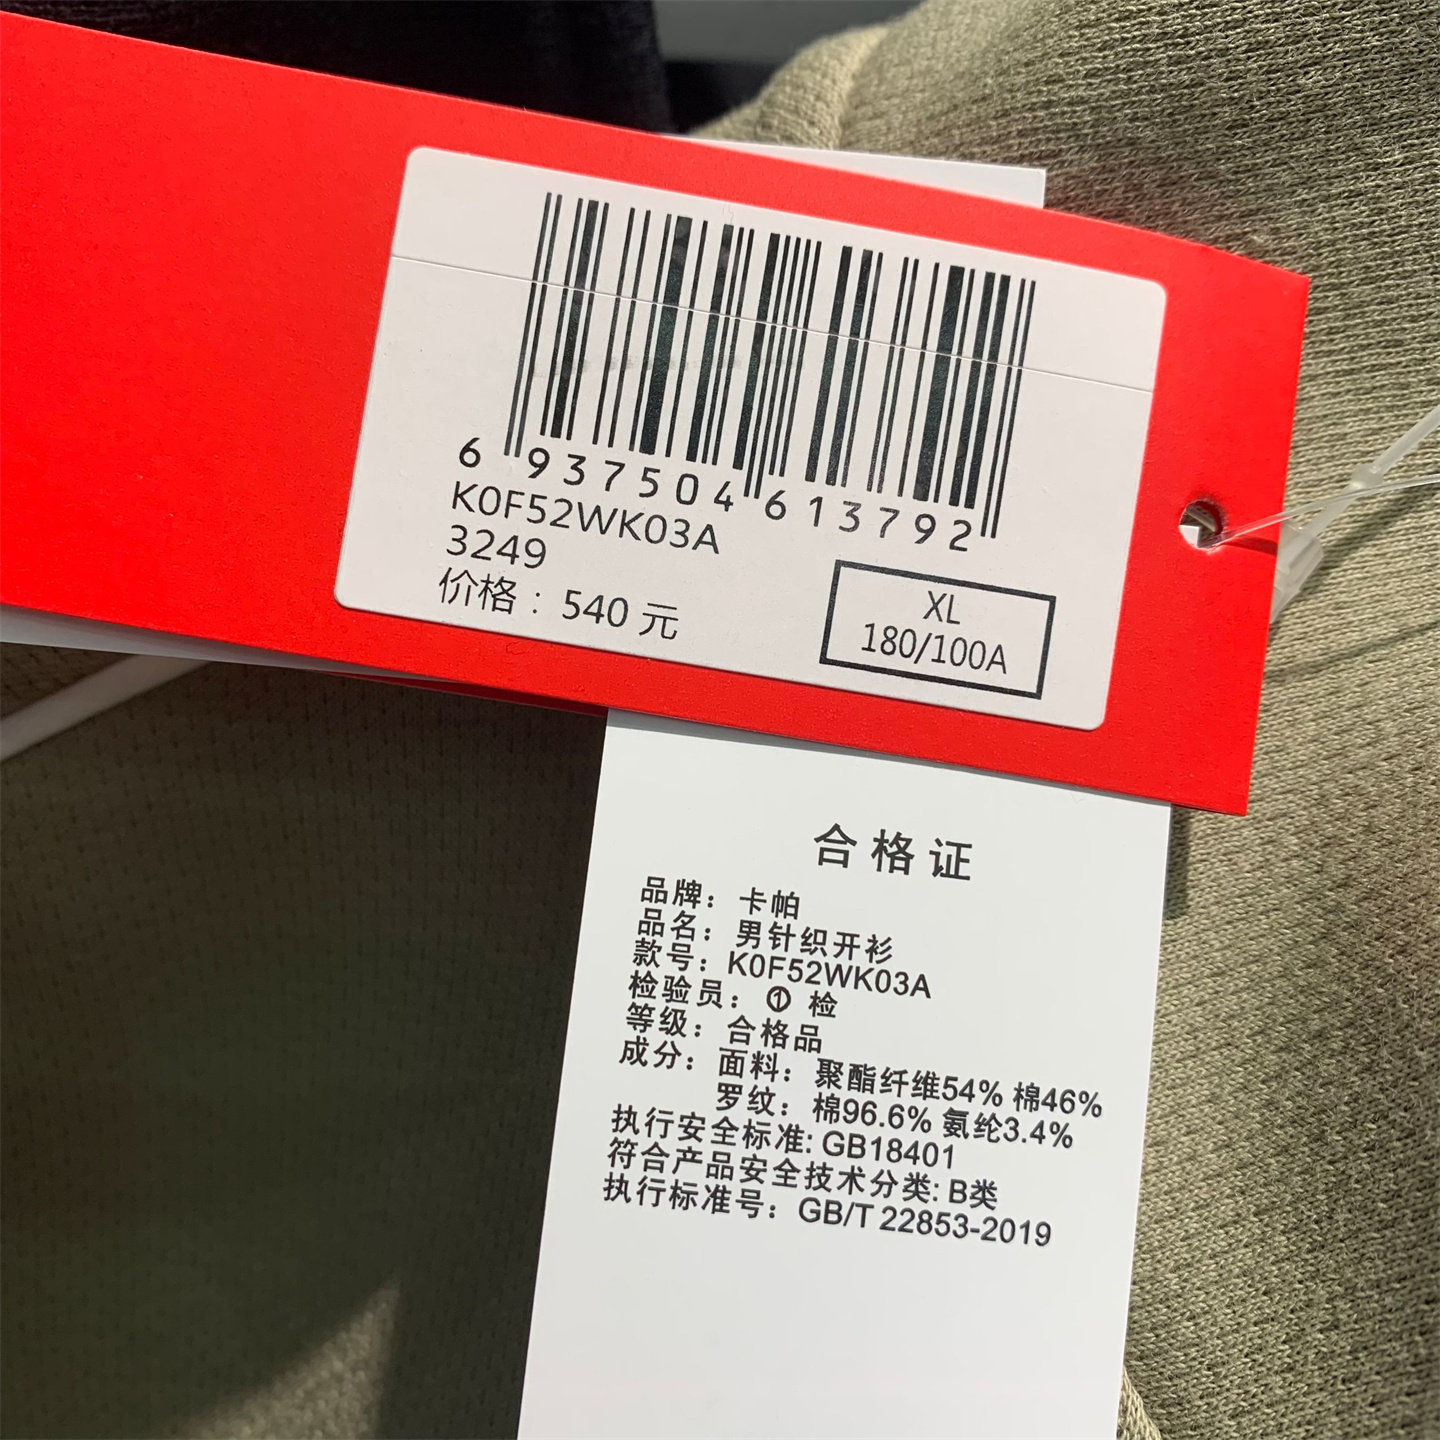 6 937504 613792
K0F52WK03A
3249
价格：540 元
XL
180/100A
合格证
品牌：卡帕
品名：男针织开衫
款号：K0F52WK03A
检验员：① 检
等级：合格品
成分：面料：聚酯纤维54% 棉46%
罗纹：棉96.6% 氨纶3.4%
执行安全标准: GB18401
符合产品安全技术分类: B类
执行标准号：GB/T 22853-2019